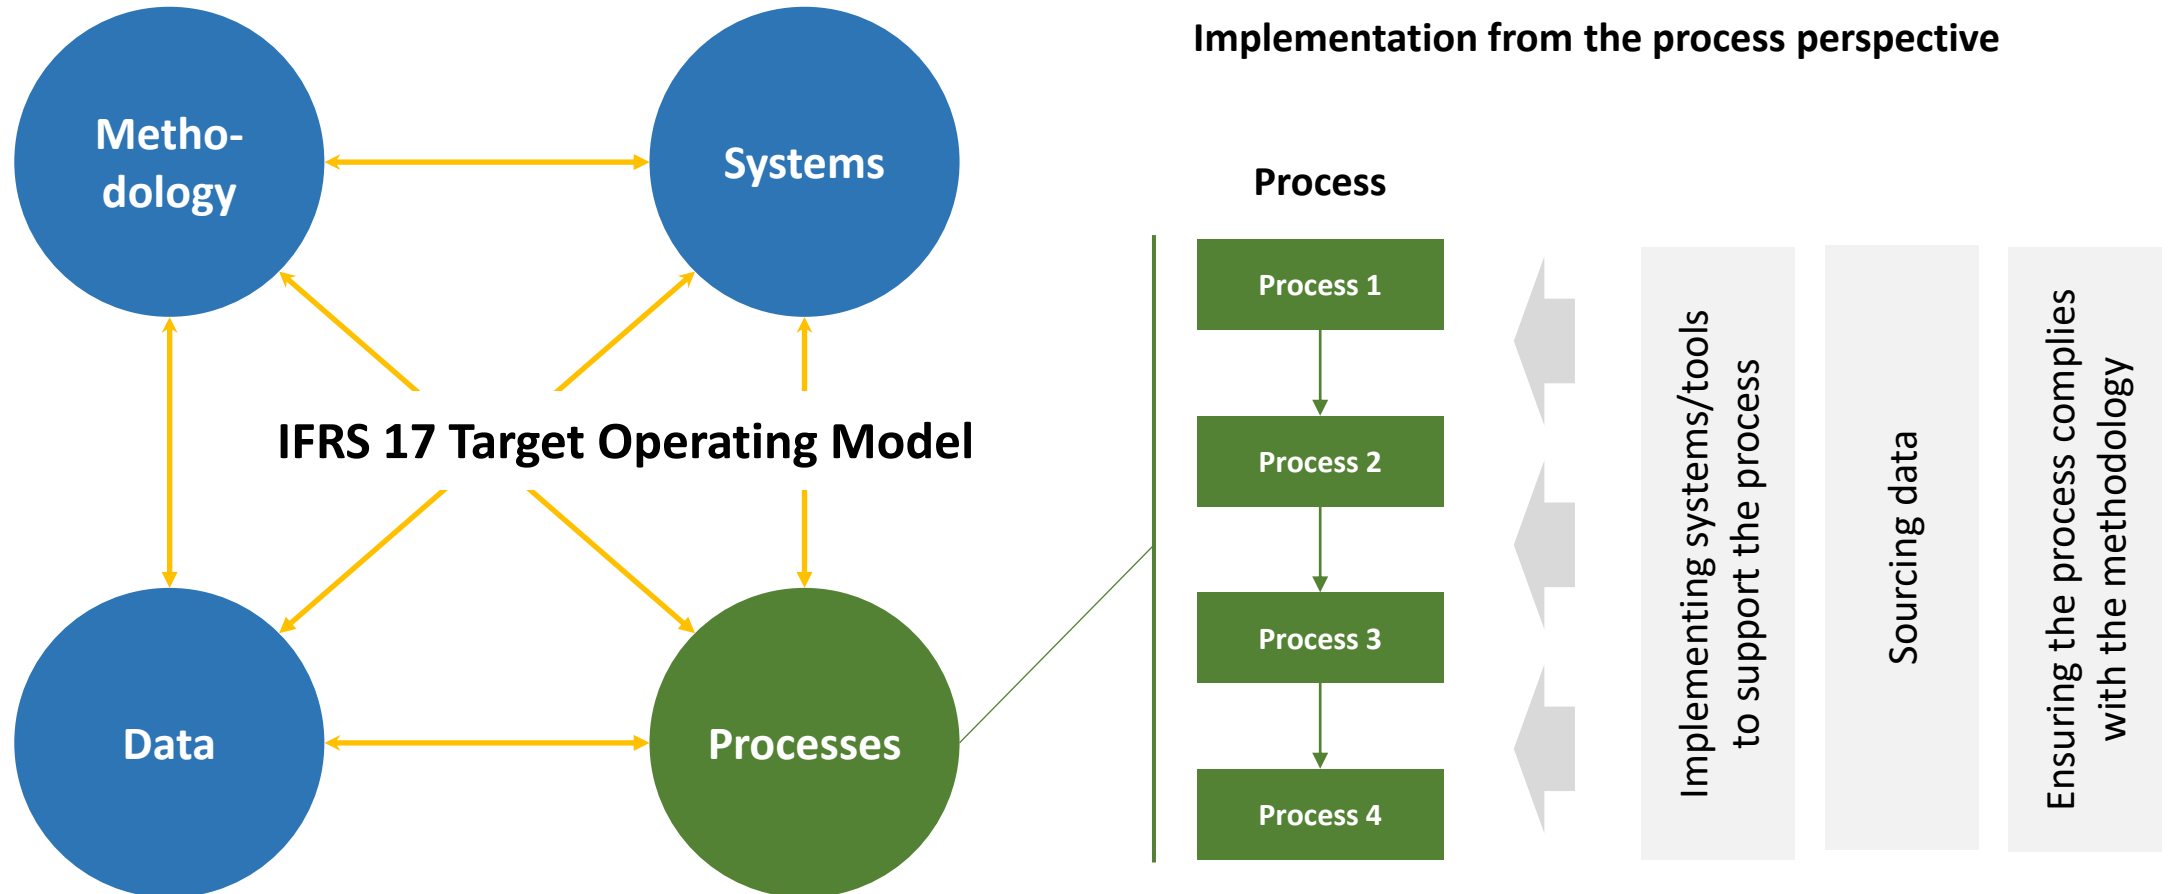 Metho-
dology
Systems
IFRS 17 Target Operating Model
Data
Processes
Implementation from the process perspective
Process
Process 1
Process 2
Process 3
Process 4
Implementing systems/tools
to support the process
Sourcing data
Ensuring the process complies
with the methodology